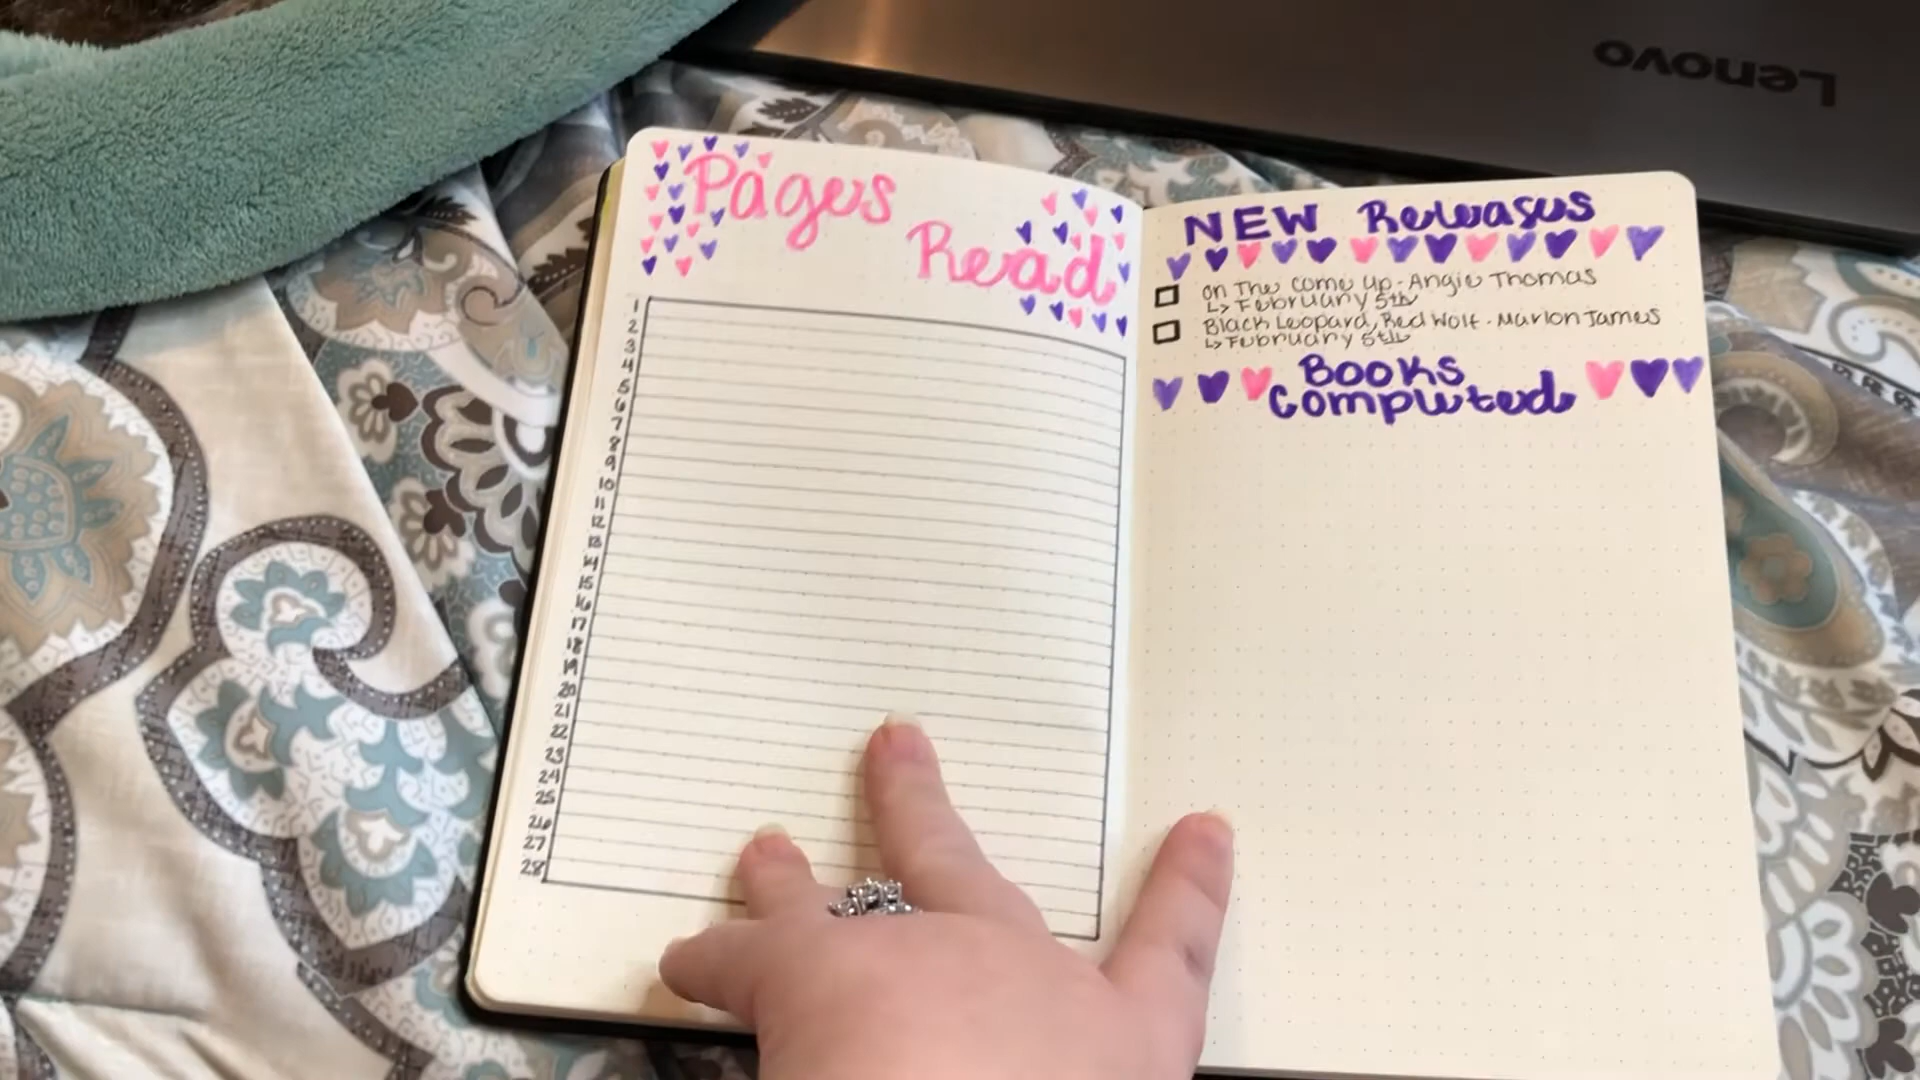 Lenovo
Pages
Read
1
2
3
4
5
6
7
8
9
10
11
12
13
14
15
16
17
18
19
20
21
22
23
24
25
26
27
28
NEW Releases
on The Come Up - Angie Thomas
↳ February 5th
Black Leopard, Red Wolf - Marlon James
↳ February 5th
Books
Completed